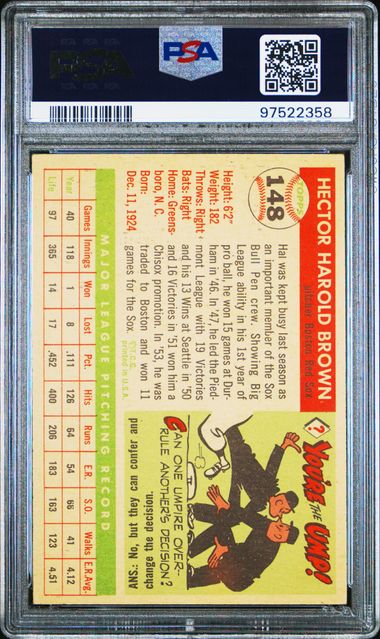 PSA
97522358
TOPPS
148
HECTOR HAROLD BROWN
pitcher Boston Red Sox
Height: 6'2"
Weight: 182
Throws: Right
Bats: Right
Home: Greens-
boro, N. C.
Born:
Dec. 11, 1924
Hal was kept busy last season as
an important member of the Sox
Bull Pen crew. Showing Big
League ability in his 1st year of
pro ball, he won 15 games at Dur-
ham in '46. In '47, he led the Pied-
mont League with 19 Victories
and his 13 Wins at Seattle in '50
and 16 Victories in '51 won him a
Chisox promotion. In '53, he was
traded to Boston and won 11
games for the Sox.
©T.C.G.
printed in U.S.A.
?
YOU'RE THE UMP!
CAN ONE UMPIRE OVER-
RULE ANOTHER'S DECISION?
ANS.: No, but they can confer and
change the decision.
MAJOR LEAGUE PITCHING RECORD
Games Innings Won Lost Pct. Hits Runs E.R. S.O. Walks E.R.Avg.
Year 40 118 1 8 .111 126 64 54 66 41 4.12
Life 97 365 14 17 .452 400 206 183 163 123 4.51